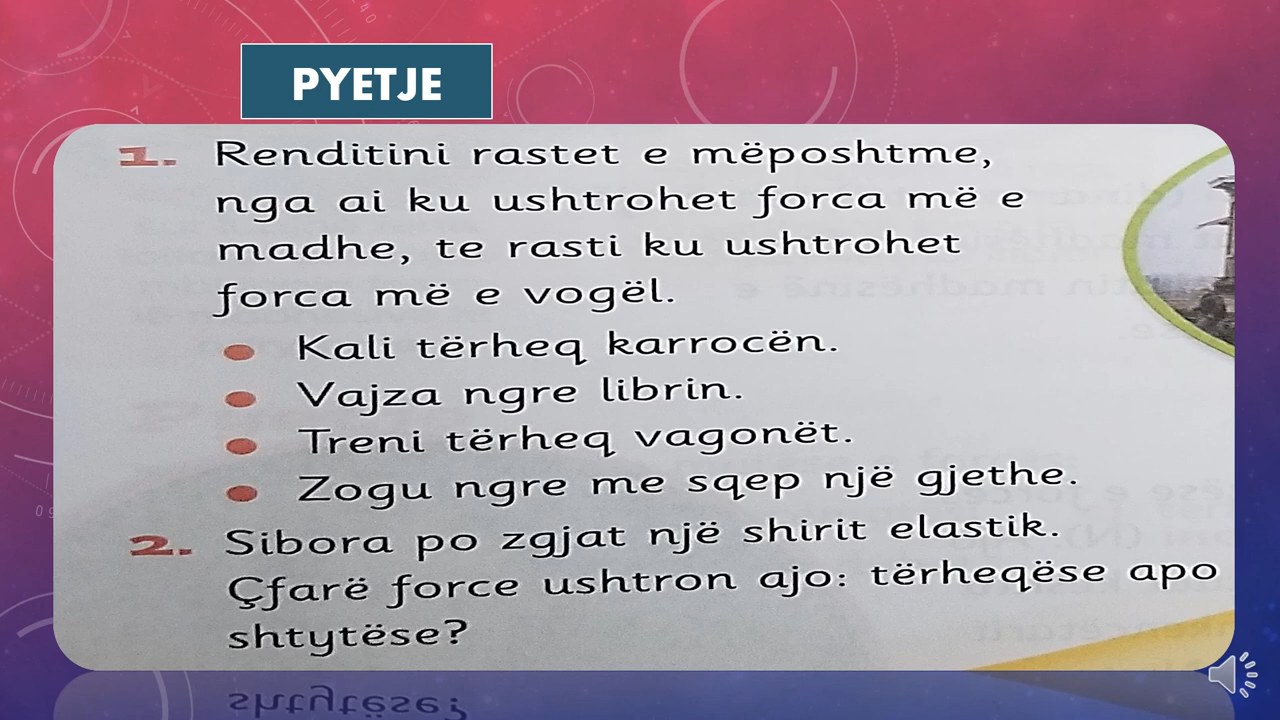 PYETJE
1. Renditini rastet e mëposhtme,
nga ai ku ushtrohet forca më e
madhe, te rasti ku ushtrohet
forca më e vogël.
Kali tërheq karrocën.
Vajza ngre librin.
Treni tërheq vagonët.
Zogu ngre me sqep një gjethe.
2. Sibora po zgjat një shirit elastik.
Çfarë force ushtron ajo: tërheqëse apo
shtytëse?